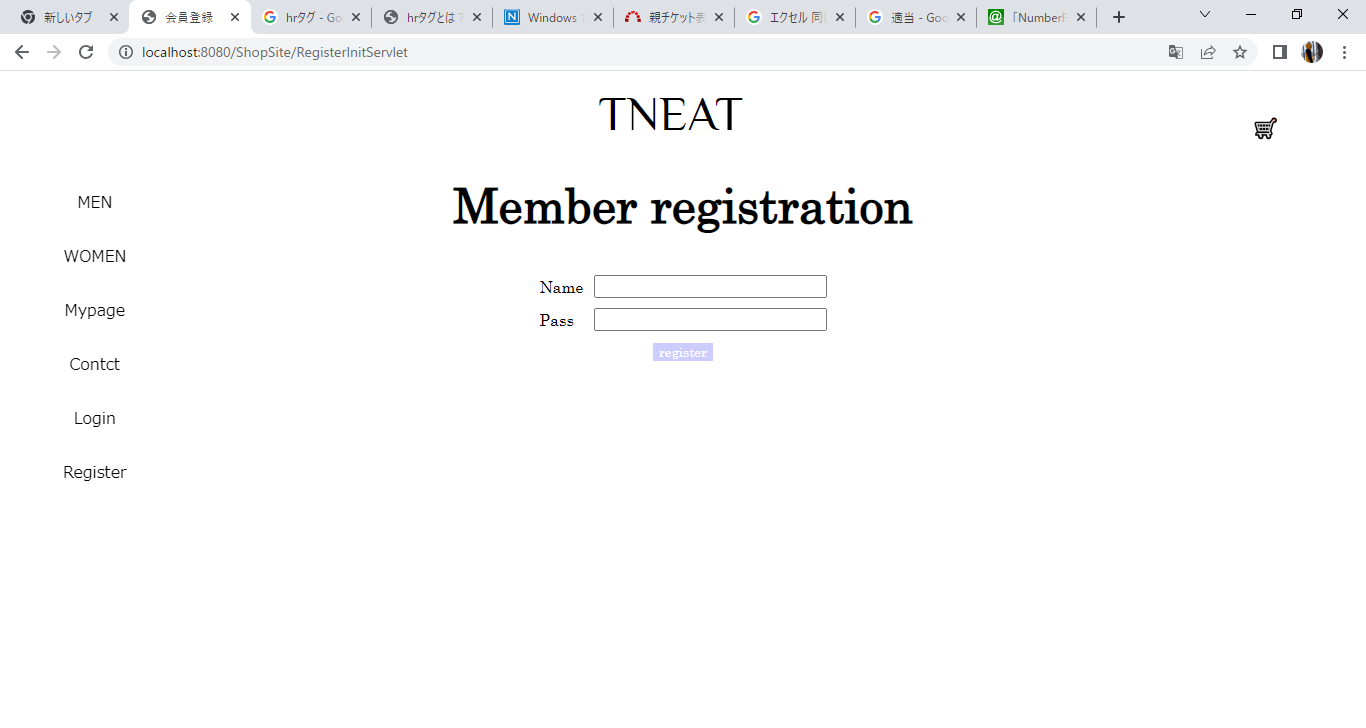 新しいタブ
会員登録
hrタグ - Go
hrタグとは?
Windows
親チケット表
エクセル 同
適当 - Goo
「NumberF
localhost:8080/ShopSite/RegisterInitServlet
TNEAT
MEN
WOMEN
Mypage
Contct
Login
Register
Member registration
Name
Pass
register